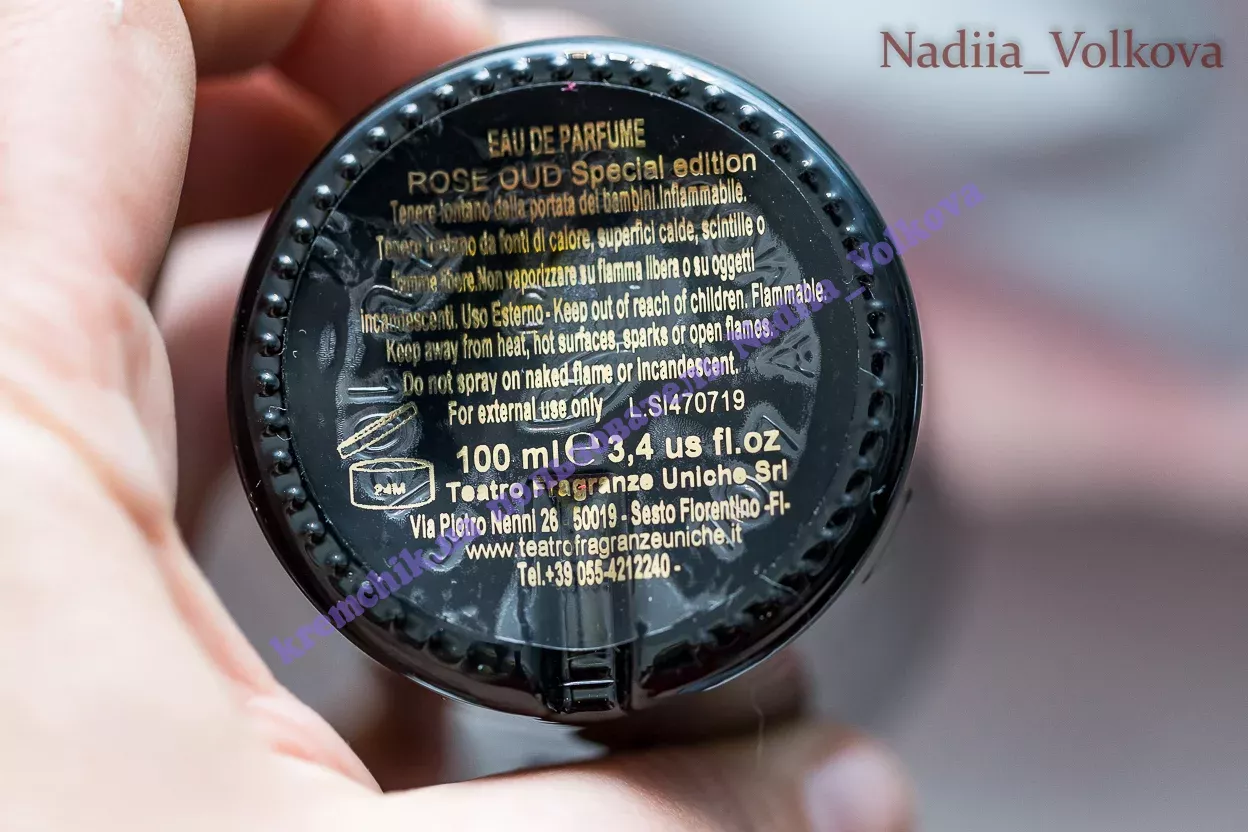 Nadiia_Volkova
EAU DE PARFUME
ROSE OUD Special edition
Tenere lontano dalla portata dei bambini.Infiammabile.
Tenere lontano da fonti di calore, superfici calde, scintille o
fiamme libere.Non vaporizzare su fiamma libera o su oggetti
incandescenti. Uso Esterno - Keep out of reach of children. Flammable.
Keep away from heat, hot surfaces, sparks or open flames.
Do not spray on naked flame or incandescent.
For external use only L.SI470719
100 ml e 3,4 us fl.oz
24M
Teatro Fragranze Uniche Srl
Via Pietro Nenni 26 50019 - Sesto Fiorentino -FI-
www.teatrofragranzeuniche.it
Tel.+39 055-4212240 -
Nadiia_Volkova